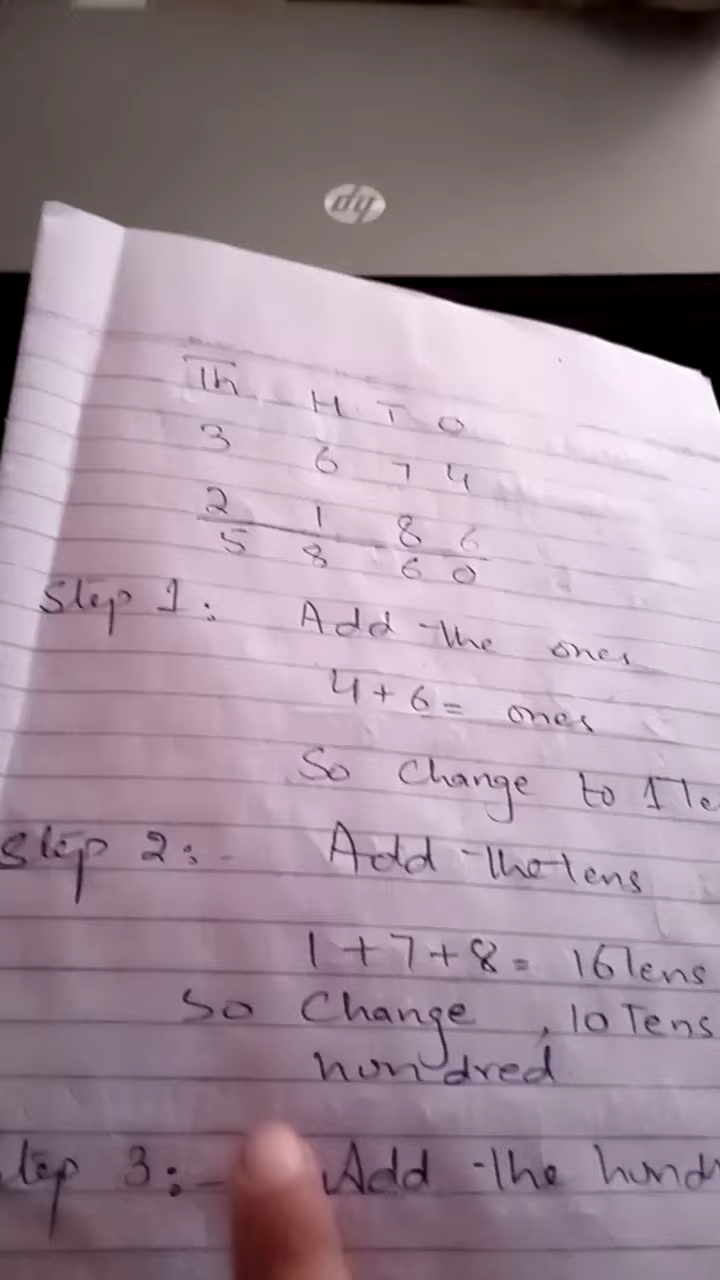 hp
Th H T O
3 6 7 4
2 1 8 6
5 8 6 0
Step 1: Add the ones
4+6= ones
So Change to 1 Te
Step 2:- Add the tens
1+7+8= 16 tens
So Change , 10 Tens
hundred
tep 3:- Add the hund